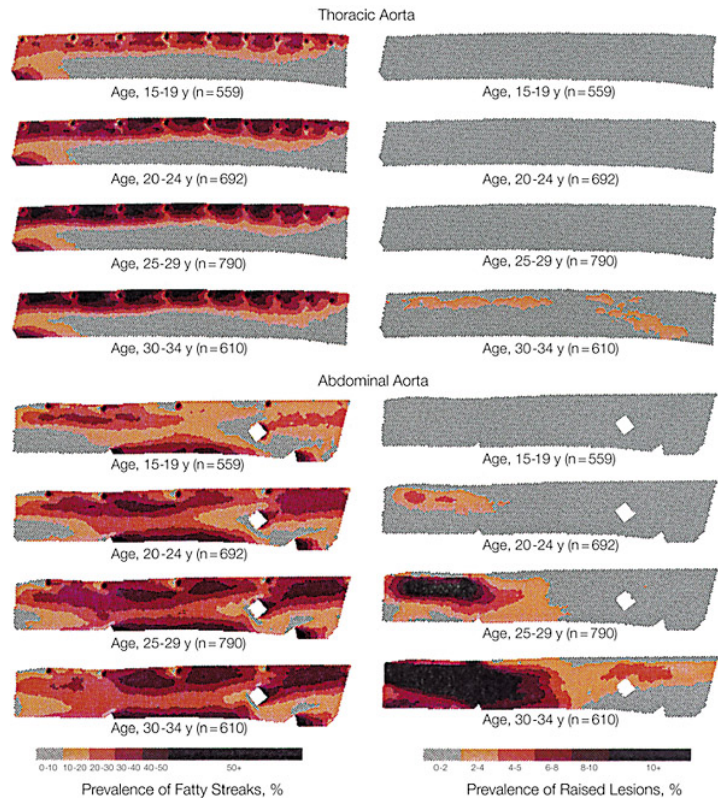 Thoracic Aorta
Age, 15-19 y (n=559)
Age, 15-19 y (n=559)
Age, 20-24 y (n=692)
Age, 20-24 y (n=692)
Age, 25-29 y (n=790)
Age, 25-29 y (n=790)
Age, 30-34 y (n=610)
Age, 30-34 y (n=610)
Abdominal Aorta
Age, 15-19 y (n=559)
Age, 15-19 y (n=559)
Age, 20-24 y (n=692)
Age, 20-24 y (n=692)
Age, 25-29 y (n=790)
Age, 25-29 y (n=790)
Age, 30-34 y (n=610)
Age, 30-34 y (n=610)
0-10 10-20 20-30 30-40 40-50 50+
0-2 2-4 4-5 6-8 8-10 10+
Prevalence of Fatty Streaks, %
Prevalence of Raised Lesions, %